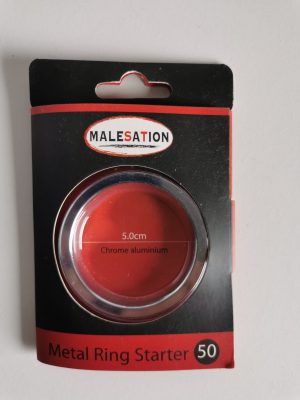 MALESATION
5.0cm
Chrome aluminium
Metal Ring Starter 50